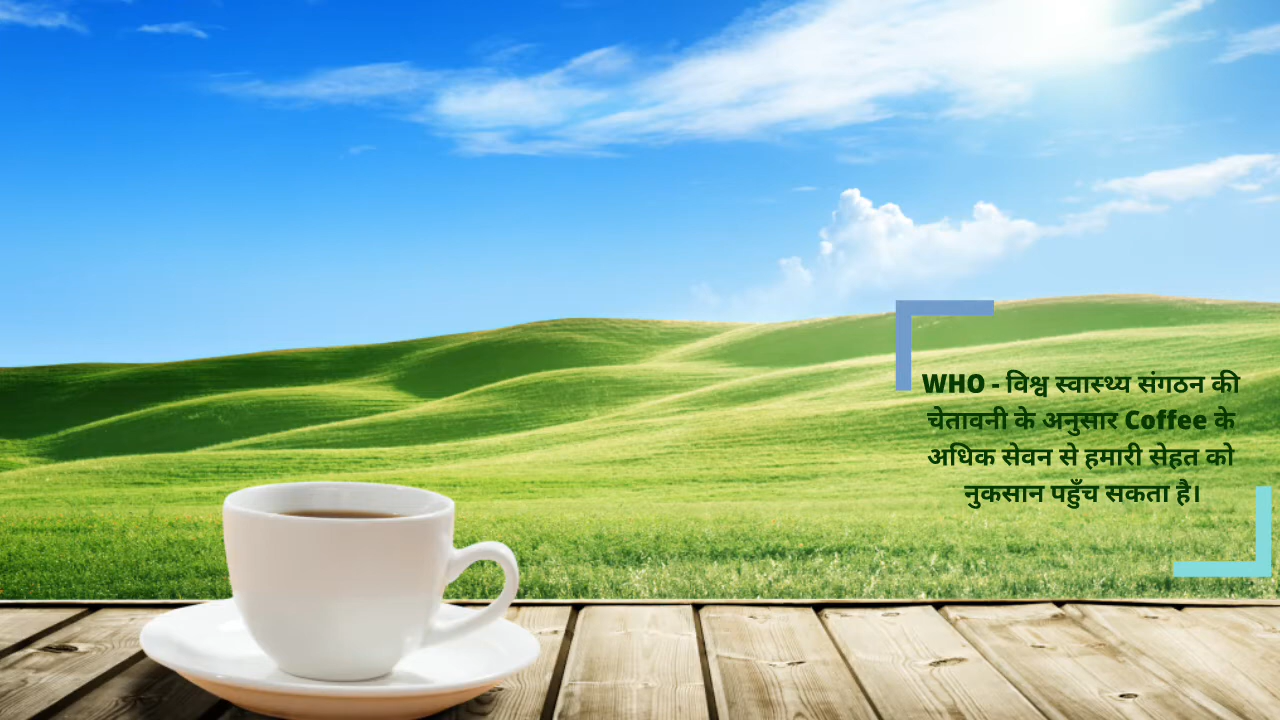 WHO - विश्व स्वास्थ्य संगठन की
चेतावनी के अनुसार Coffee के
अधिक सेवन से हमारी सेहत को
नुकसान पहुँच सकता है।